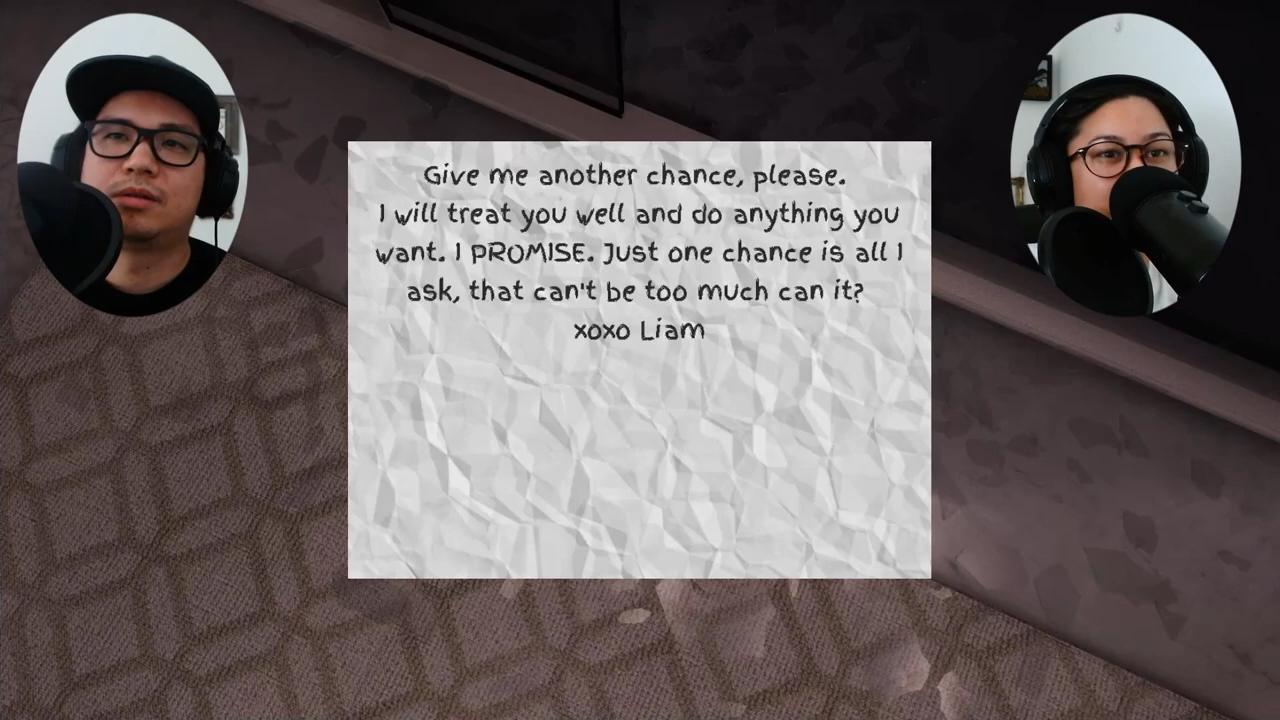 Give me another chance, please.
I will treat you well and do anything you
want. I PROMISE. Just one chance is all I
ask, that can't be too much can it?
xoxo Liam